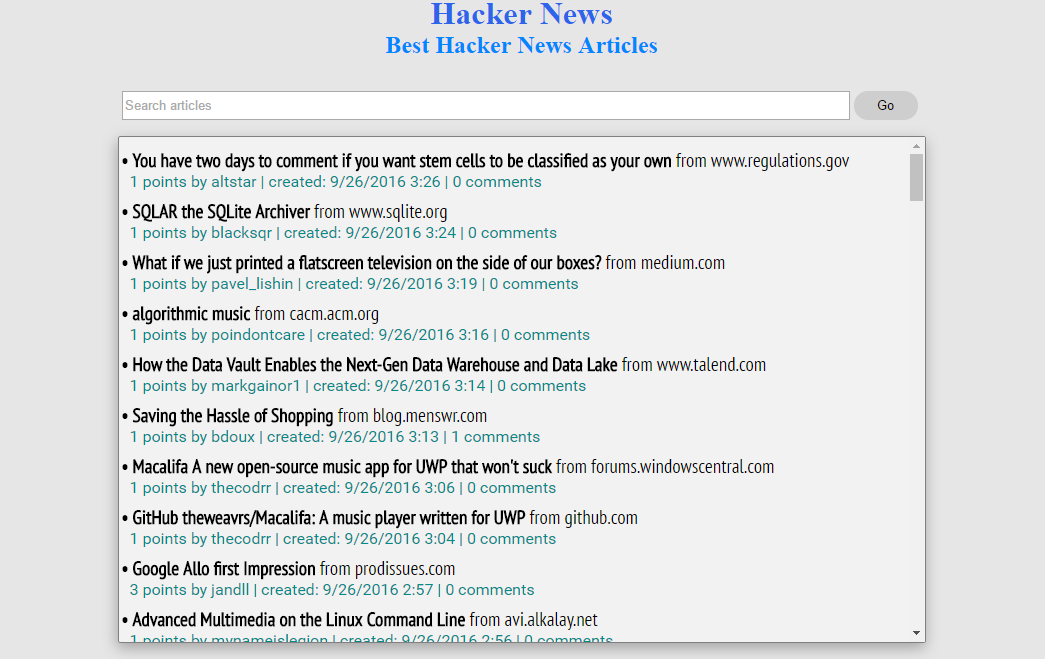 Hacker News
Best Hacker News Articles
Search articles
Go
• You have two days to comment if you want stem cells to be classified as your own from www.regulations.gov
1 points by altstar | created: 9/26/2016 3:26 | 0 comments
• SQLAR the SQLite Archiver from www.sqlite.org
1 points by blacksqr | created: 9/26/2016 3:24 | 0 comments
• What if we just printed a flatscreen television on the side of our boxes? from medium.com
1 points by pavel_lishin | created: 9/26/2016 3:19 | 0 comments
• algorithmic music from cacm.acm.org
1 points by poindontcare | created: 9/26/2016 3:16 | 0 comments
• How the Data Vault Enables the Next-Gen Data Warehouse and Data Lake from www.talend.com
1 points by markgainor1 | created: 9/26/2016 3:14 | 0 comments
• Saving the Hassle of Shopping from blog.menswr.com
1 points by bdoux | created: 9/26/2016 3:13 | 1 comments
• Macalifa A new open-source music app for UWP that won't suck from forums.windowscentral.com
1 points by thecodrr | created: 9/26/2016 3:06 | 0 comments
• GitHub theweavrs/Macalifa: A music player written for UWP from github.com
1 points by thecodrr | created: 9/26/2016 3:04 | 0 comments
• Google Allo first Impression from prodissues.com
3 points by jandll | created: 9/26/2016 2:57 | 0 comments
• Advanced Multimedia on the Linux Command Line from avi.alkalay.net
1 points by mynameislegion | created: 9/26/2016 2:56 | 0 comments